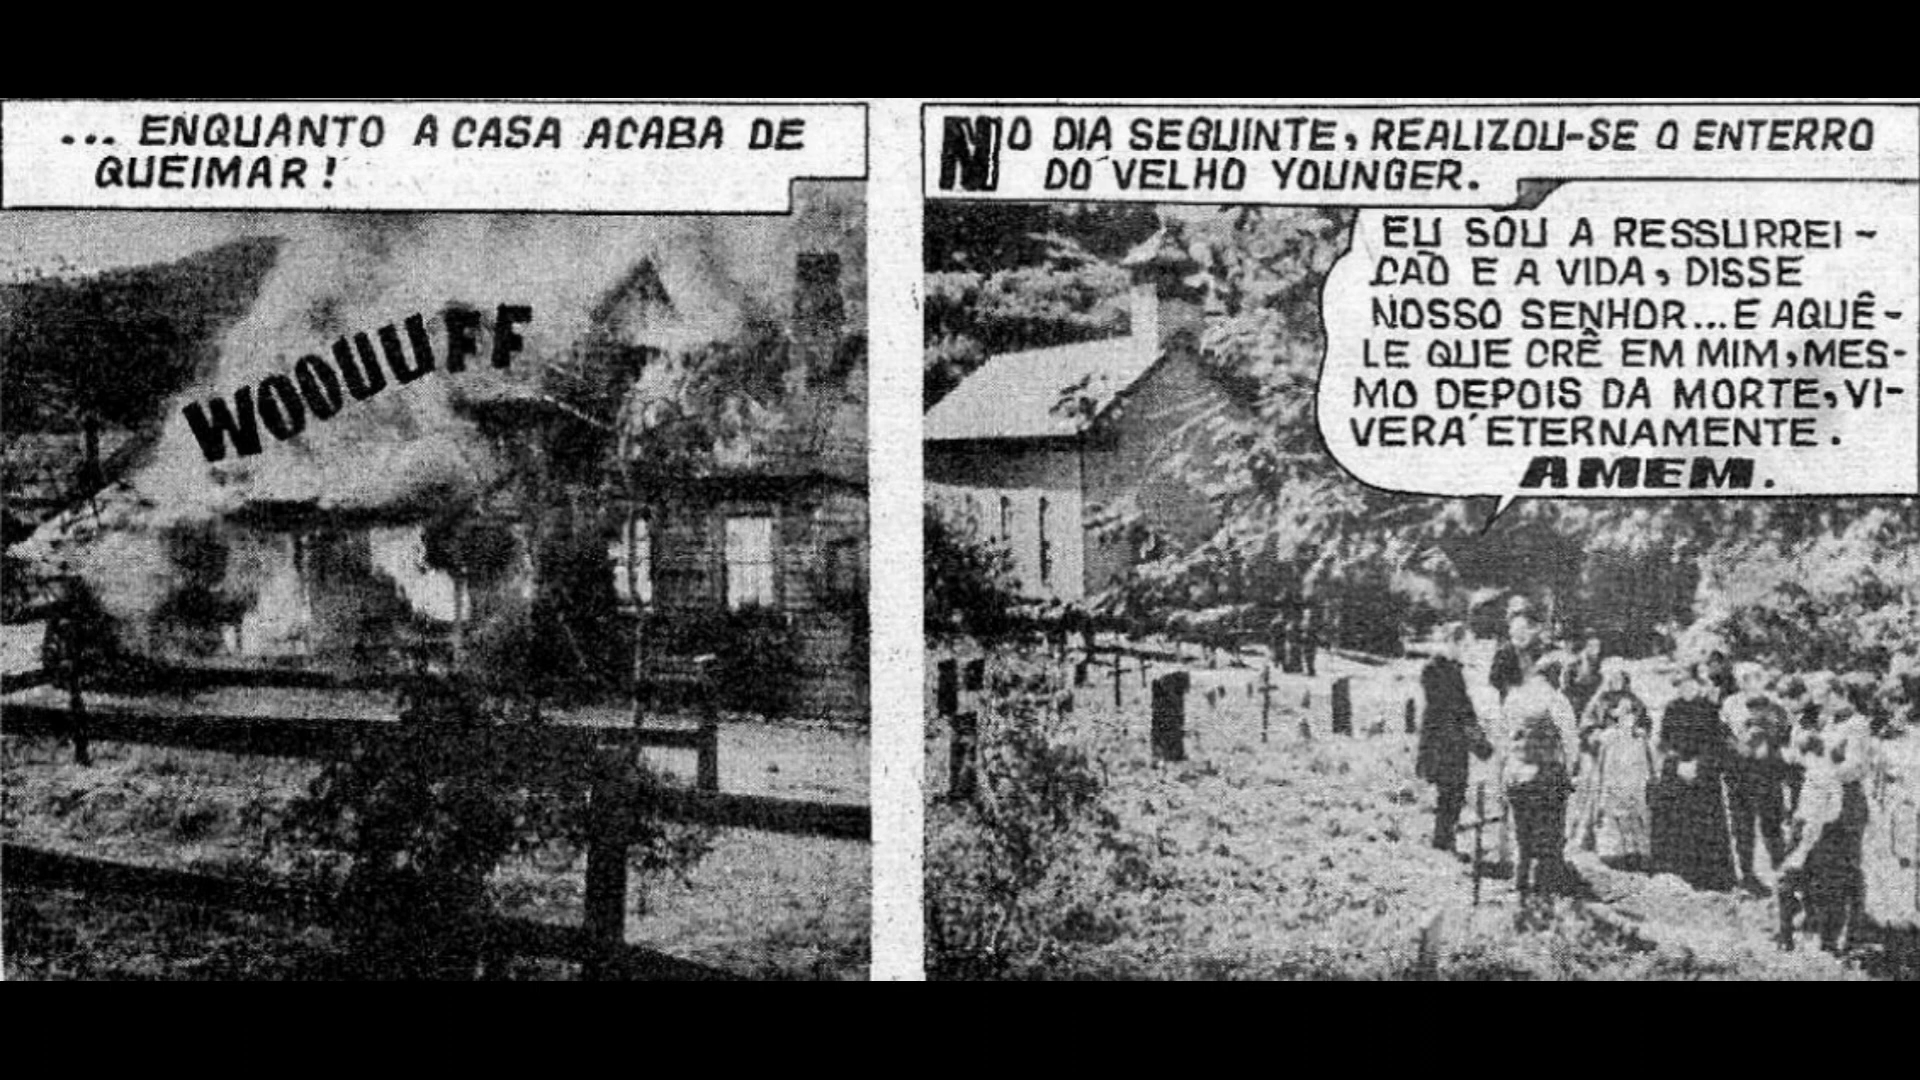 ... ENQUANTO A CASA ACABA DE
QUEIMAR!
WOOUUFF
NO DIA SEGUINTE, REALIZOU-SE O ENTERRO
DO VELHO YOUNGER.
EU SOU A RESSURREI-
ÇÃO E A VIDA, DISSE
NOSSO SENHOR... E AQUÊ-
LE QUE CRÊ EM MIM, MES-
MO DEPOIS DA MORTE, VI-
VERÁ ETERNAMENTE.
AMEM.